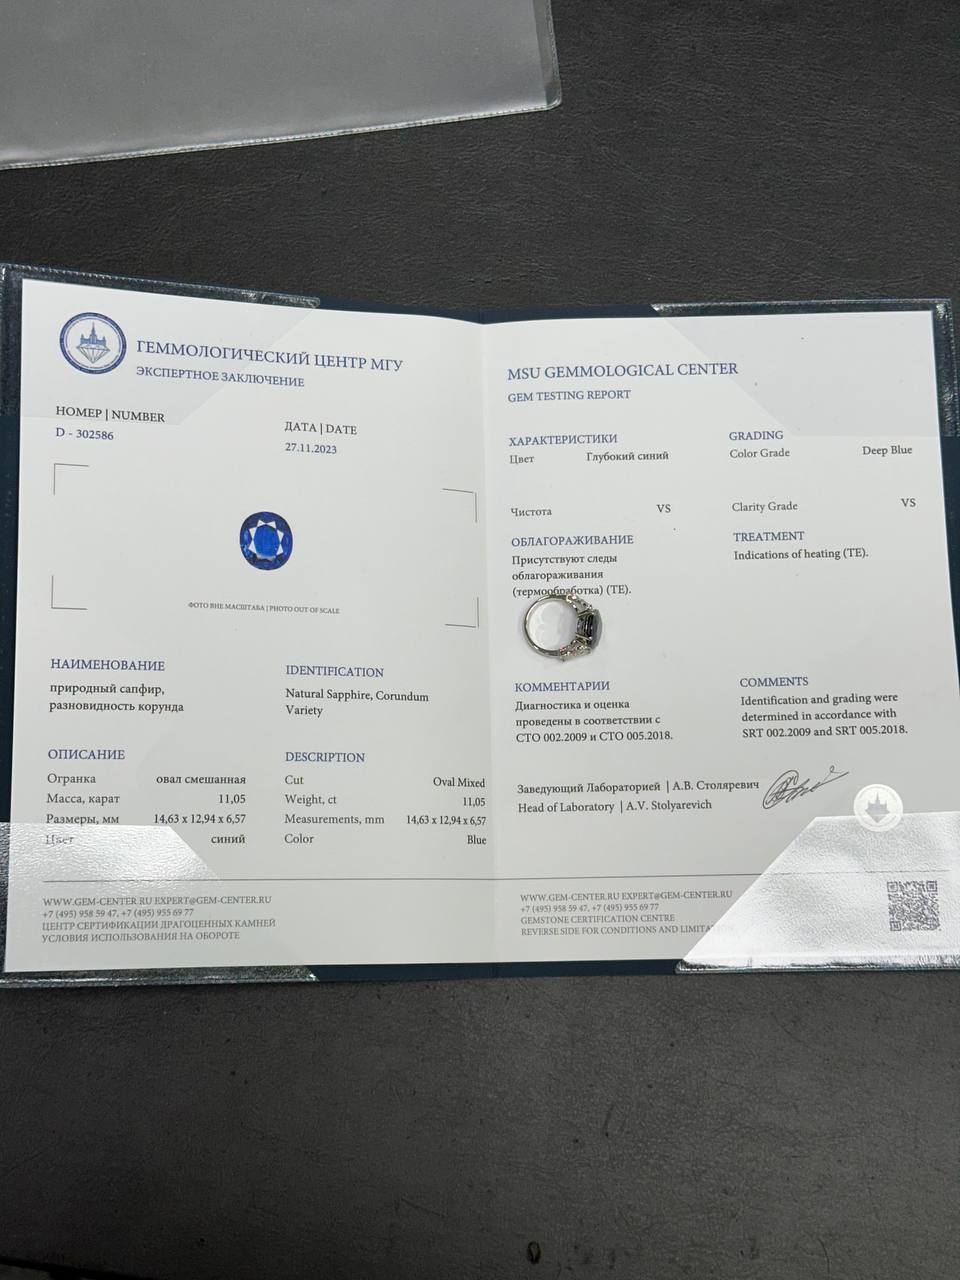 ГЕММОЛОГИЧЕСКИЙ ЦЕНТР МГУ
ЭКСПЕРТНОЕ ЗАКЛЮЧЕНИЕ
НОМЕР | NUMBER
D - 302586
ДАТА | DATE
27.11.2023
ФОТО ВНЕ МАСШТАБА | PHOTO OUT OF SCALE
НАИМЕНОВАНИЕ
природный сапфир,
разновидность корунда
IDENTIFICATION
Natural Sapphire, Corundum
Variety
ОПИСАНИЕ
Огранка овал смешанная
Масса, карат 11,05
Размеры, мм 14,63 x 12,94 x 6,57
Цвет синий
DESCRIPTION
Cut Oval Mixed
Weight, ct 11,05
Measurements, mm 14,63 x 12,94 x 6,57
Color Blue
WWW.GEM-CENTER.RU EXPERT@GEM-CENTER.RU
+7 (495) 958 59 47, +7 (495) 955 69 77
ЦЕНТР СЕРТИФИКАЦИИ ДРАГОЦЕННЫХ КАМНЕЙ
УСЛОВИЯ ИСПОЛЬЗОВАНИЯ НА ОБОРОТЕ
MSU GEMMOLOGICAL CENTER
GEM TESTING REPORT
ХАРАКТЕРИСТИКИ
Цвет Глубокий синий
Чистота VS
GRADING
Color Grade Deep Blue
Clarity Grade VS
ОБЛАГОРАЖИВАНИЕ
Присутствуют следы
облагораживания
(термообработка) (TE).
TREATMENT
Indications of heating (TE).
КОММЕНТАРИИ
Диагностика и оценка
проведены в соответствии с
СТО 002.2009 и СТО 005.2018.
COMMENTS
Identification and grading were
determined in accordance with
SRT 002.2009 and SRT 005.2018.
Заведующий Лабораторией | А.В. Столяревич
Head of Laboratory | A.V. Stolyarevich
WWW.GEM-CENTER.RU EXPERT@GEM-CENTER.RU
+7 (495) 958 59 47, +7 (495) 955 69 77
GEMSTONE CERTIFICATION CENTRE
REVERSE SIDE FOR CONDITIONS AND